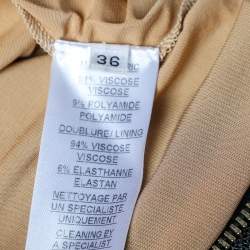 36
91% VISCOSE
VISCOSE
9% POLYAMIDE
POLYAMIDE
DOUBLURE / LINING
94% VISCOSE
VISCOSE
6% ELASTHANNE
ELASTAN
NETTOYAGE PAR
UN SPECIALISTE
UNIQUEMENT
CLEANING BY
A SPECIALIST